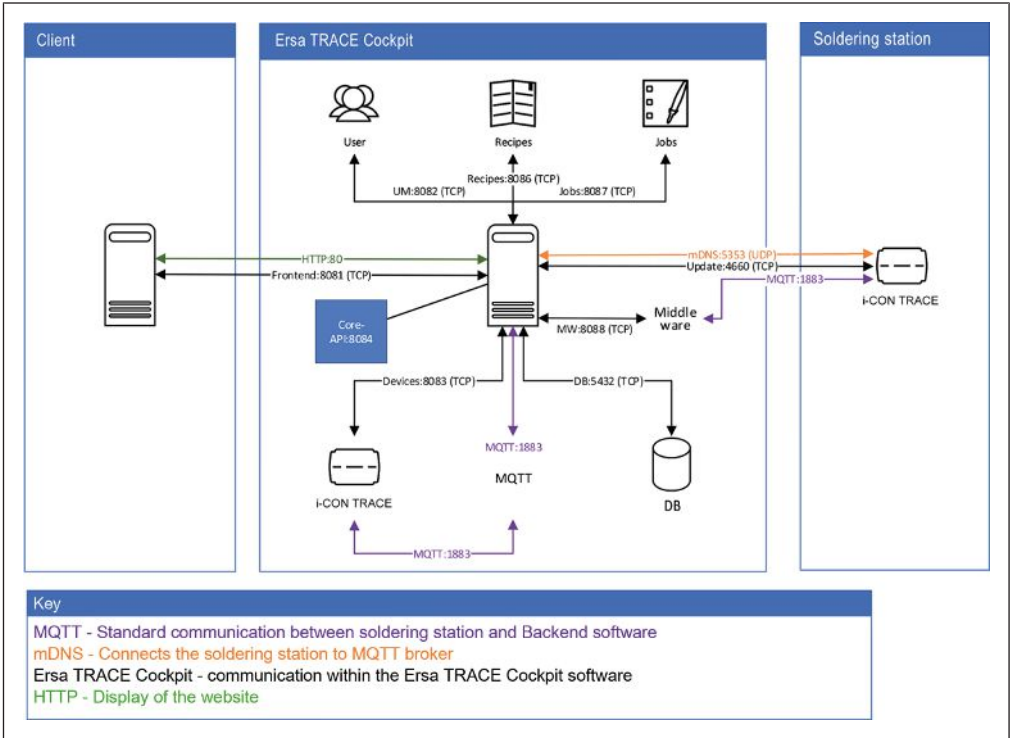 Client
Ersa TRACE Cockpit
Soldering station
User
Recipes
Jobs
Recipes:8086 (TCP)
UM:8082 (TCP)
Jobs:8087 (TCP)
HTTP:80
mDNS:5353 (UDP)
Frontend:8081 (TCP)
Update:4660 (TCP)
MQTT:1883
i-CON TRACE
Core-
API:8084
Middle
ware
MW:8088 (TCP)
Devices:8083 (TCP)
DB:5432 (TCP)
MQTT:1883
MQTT
i-CON TRACE
DB
MQTT:1883
Key
MQTT - Standard communication between soldering station and Backend software
mDNS - Connects the soldering station to MQTT broker
Ersa TRACE Cockpit - communication within the Ersa TRACE Cockpit software
HTTP - Display of the website